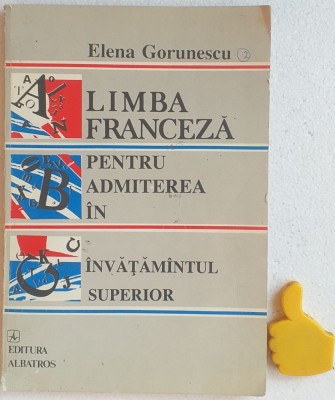 Elena Gorunescu
LIMBA
FRANCEZĂ
PENTRU
ADMITEREA
ÎN
ÎNVĂȚĂMÎNTUL
SUPERIOR
EDITURA
ALBATROS